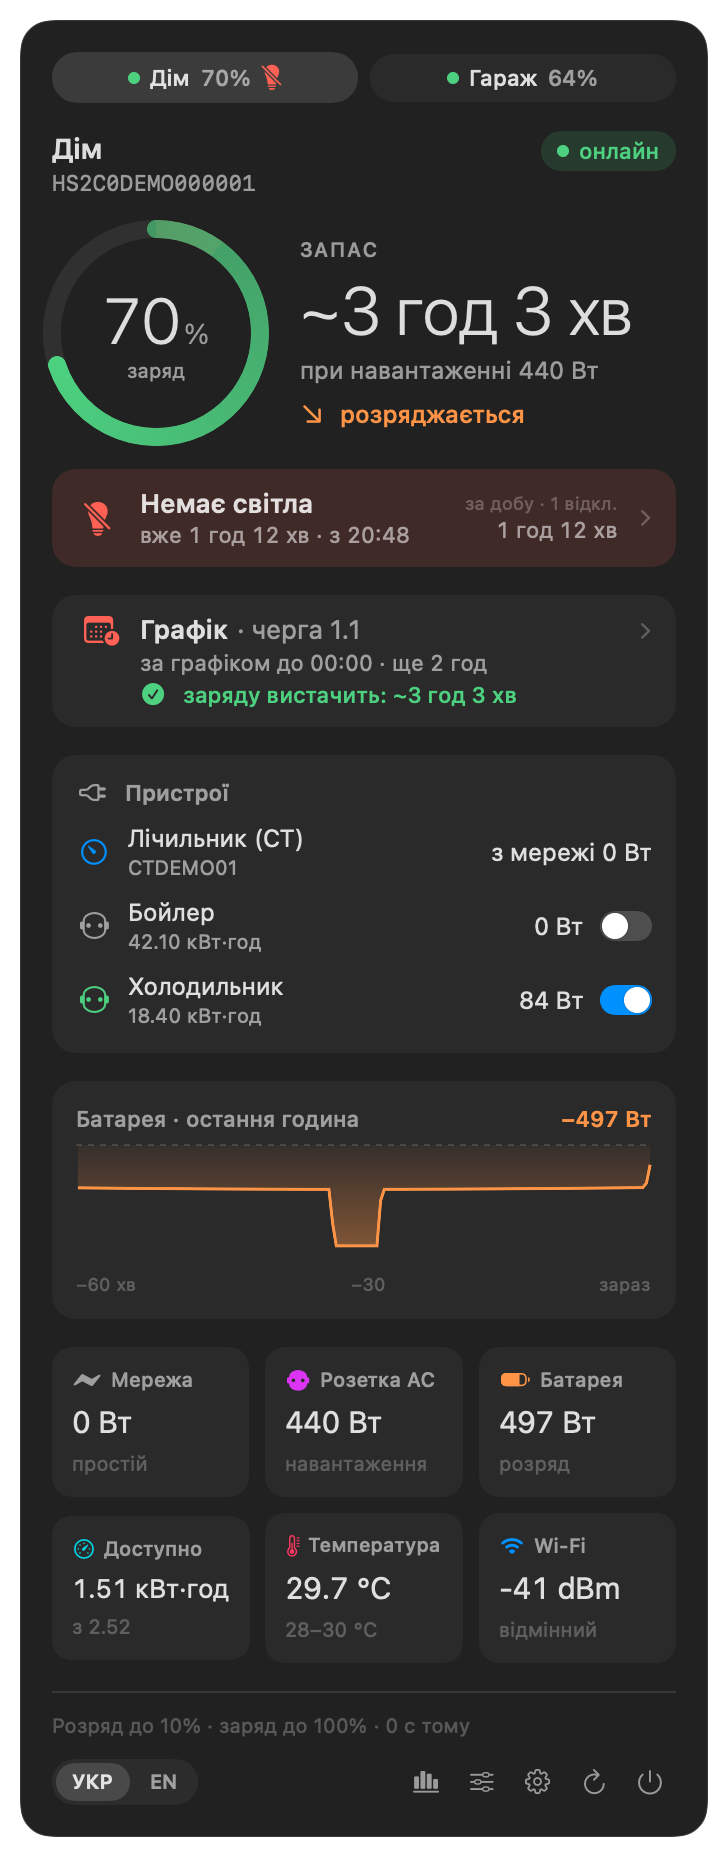 Дім 70%
Гараж 64%
Дім
онлайн
HS2C0DEMO000001
70%
заряд
ЗАПАС
~3 год 3 хв
при навантаженні 440 Вт
розряджається
Немає світла
вже 1 год 12 хв · з 20:48
за добу · 1 відкл.
1 год 12 хв
Графік · черга 1.1
за графіком до 00:00 · ще 2 год
заряду вистачить: ~3 год 3 хв
Пристрої
Лічильник (CT)
CTDEMO01
з мережі 0 Вт
Бойлер
42.10 кВт·год
0 Вт
Холодильник
18.40 кВт·год
84 Вт
Батарея · остання година
−497 Вт
−60 хв
−30
зараз
Мережа
0 Вт
простій
Розетка AC
440 Вт
навантаження
Батарея
497 Вт
розряд
Доступно
1.51 кВт·год
з 2.52
Температура
29.7 °C
28–30 °C
Wi-Fi
-41 dBm
відмінний
Розряд до 10% · заряд до 100% · 0 с тому
УКР
EN